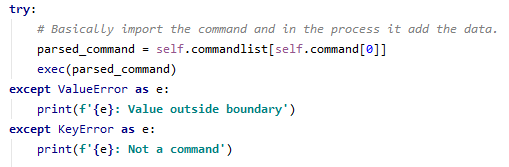 try:
    # Basically import the command and in the process it add the data.
    parsed_command = self.commandlist[self.command[0]]
    exec(parsed_command)
except ValueError as e:
    print(f'{e}: Value outside boundary')
except KeyError as e:
    print(f'{e}: Not a command')